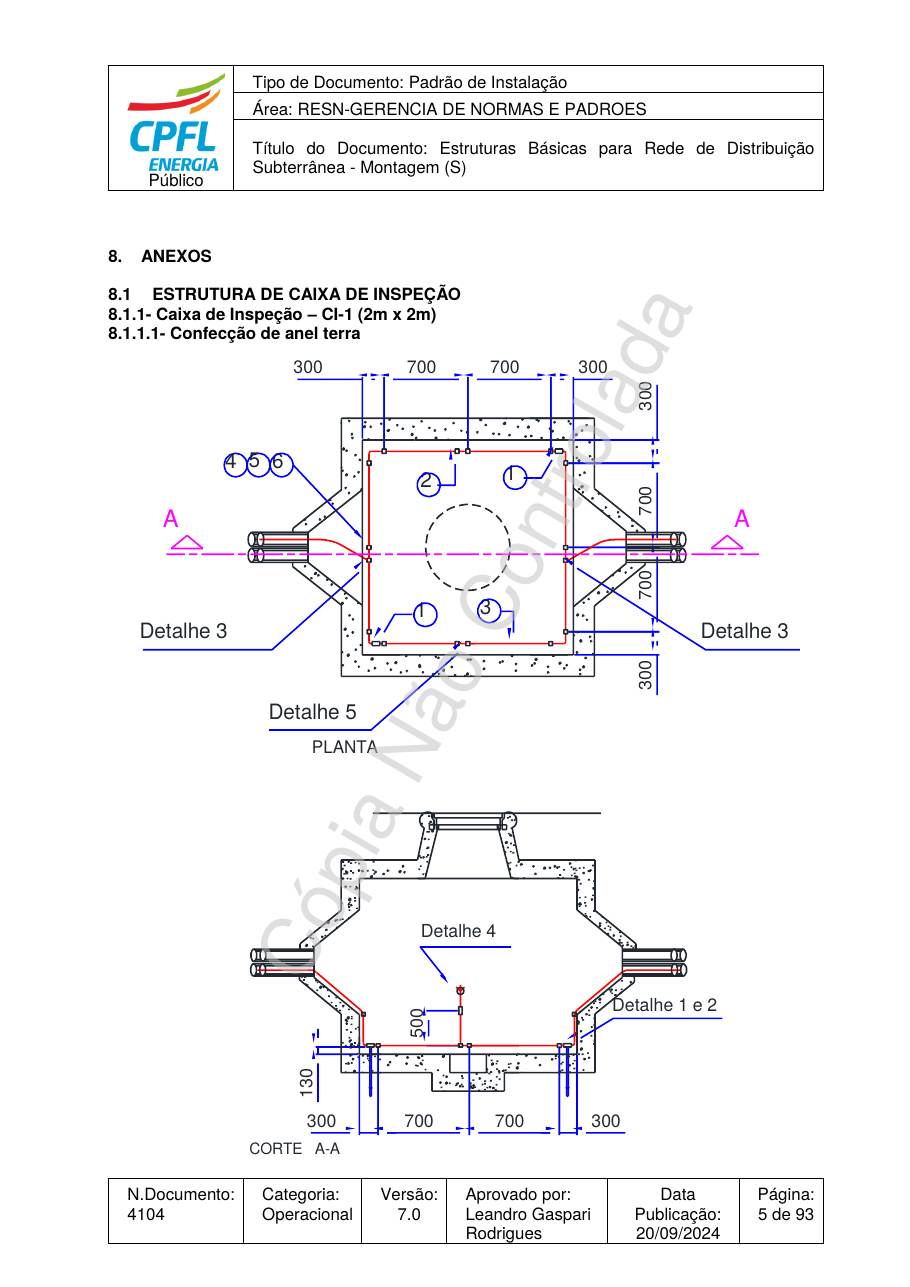 CPFL
ENERGIA
Público
Tipo de Documento: Padrão de Instalação
Área: RESN-GERENCIA DE NORMAS E PADROES
Título do Documento: Estruturas Básicas para Rede de Distribuição
Subterrânea - Montagem (S)
8. ANEXOS
8.1 ESTRUTURA DE CAIXA DE INSPEÇÃO
8.1.1- Caixa de Inspeção – CI-1 (2m x 2m)
8.1.1.1- Confecção de anel terra
300 700 700 300
300
4 5 6
2
1
700
A
A
700
1
3
Detalhe 3
Detalhe 3
300
Detalhe 5
PLANTA
Cópia Não Controlada
Detalhe 4
Detalhe 1 e 2
500
130
300 700 700 300
CORTE A-A
N.Documento: Categoria: Versão: Aprovado por: Data Página:
4104 Operacional 7.0 Leandro Gaspari Publicação: 5 de 93
Rodrigues 20/09/2024